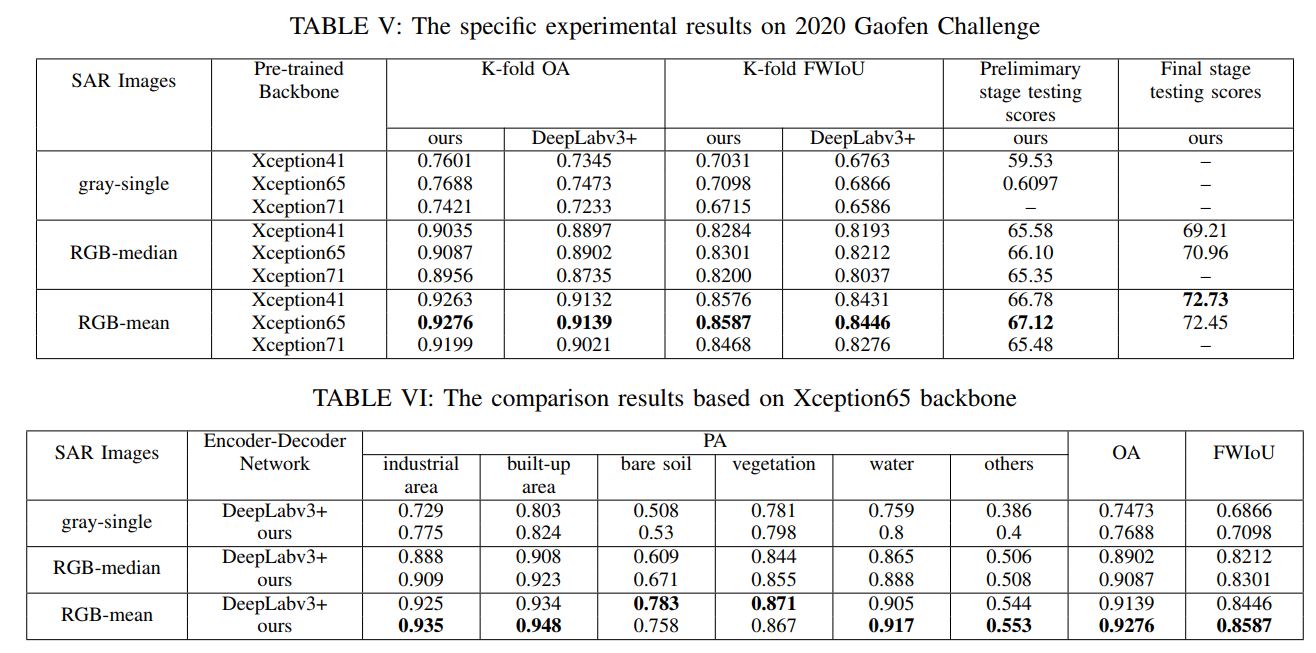 TABLE V: The specific experimental results on 2020 Gaofen Challenge
SAR Images Pre-trained Backbone K-fold OA K-fold FWIoU Prelimimary stage testing scores Final stage testing scores
ours DeepLabv3+ ours DeepLabv3+ ours ours
gray-single Xception41 0.7601 0.7345 0.7031 0.6763 59.53 –
Xception65 0.7688 0.7473 0.7098 0.6866 0.6097 –
Xception71 0.7421 0.7233 0.6715 0.6586 – –
RGB-median Xception41 0.9035 0.8897 0.8284 0.8193 65.58 69.21
Xception65 0.9087 0.8902 0.8301 0.8212 66.10 70.96
Xception71 0.8956 0.8735 0.8200 0.8037 65.35 –
RGB-mean Xception41 0.9263 0.9132 0.8576 0.8431 66.78 72.73
Xception65 0.9276 0.9139 0.8587 0.8446 67.12 72.45
Xception71 0.9199 0.9021 0.8468 0.8276 65.48 –
TABLE VI: The comparison results based on Xception65 backbone
SAR Images Encoder-Decoder Network PA OA FWIoU
industrial area built-up area bare soil vegetation water others
gray-single DeepLabv3+ 0.729 0.803 0.508 0.781 0.759 0.386 0.7473 0.6866
ours 0.775 0.824 0.53 0.798 0.8 0.4 0.7688 0.7098
RGB-median DeepLabv3+ 0.888 0.908 0.609 0.844 0.865 0.506 0.8902 0.8212
ours 0.909 0.923 0.671 0.855 0.888 0.508 0.9087 0.8301
RGB-mean DeepLabv3+ 0.925 0.934 0.783 0.871 0.905 0.544 0.9139 0.8446
ours 0.935 0.948 0.758 0.867 0.917 0.553 0.9276 0.8587